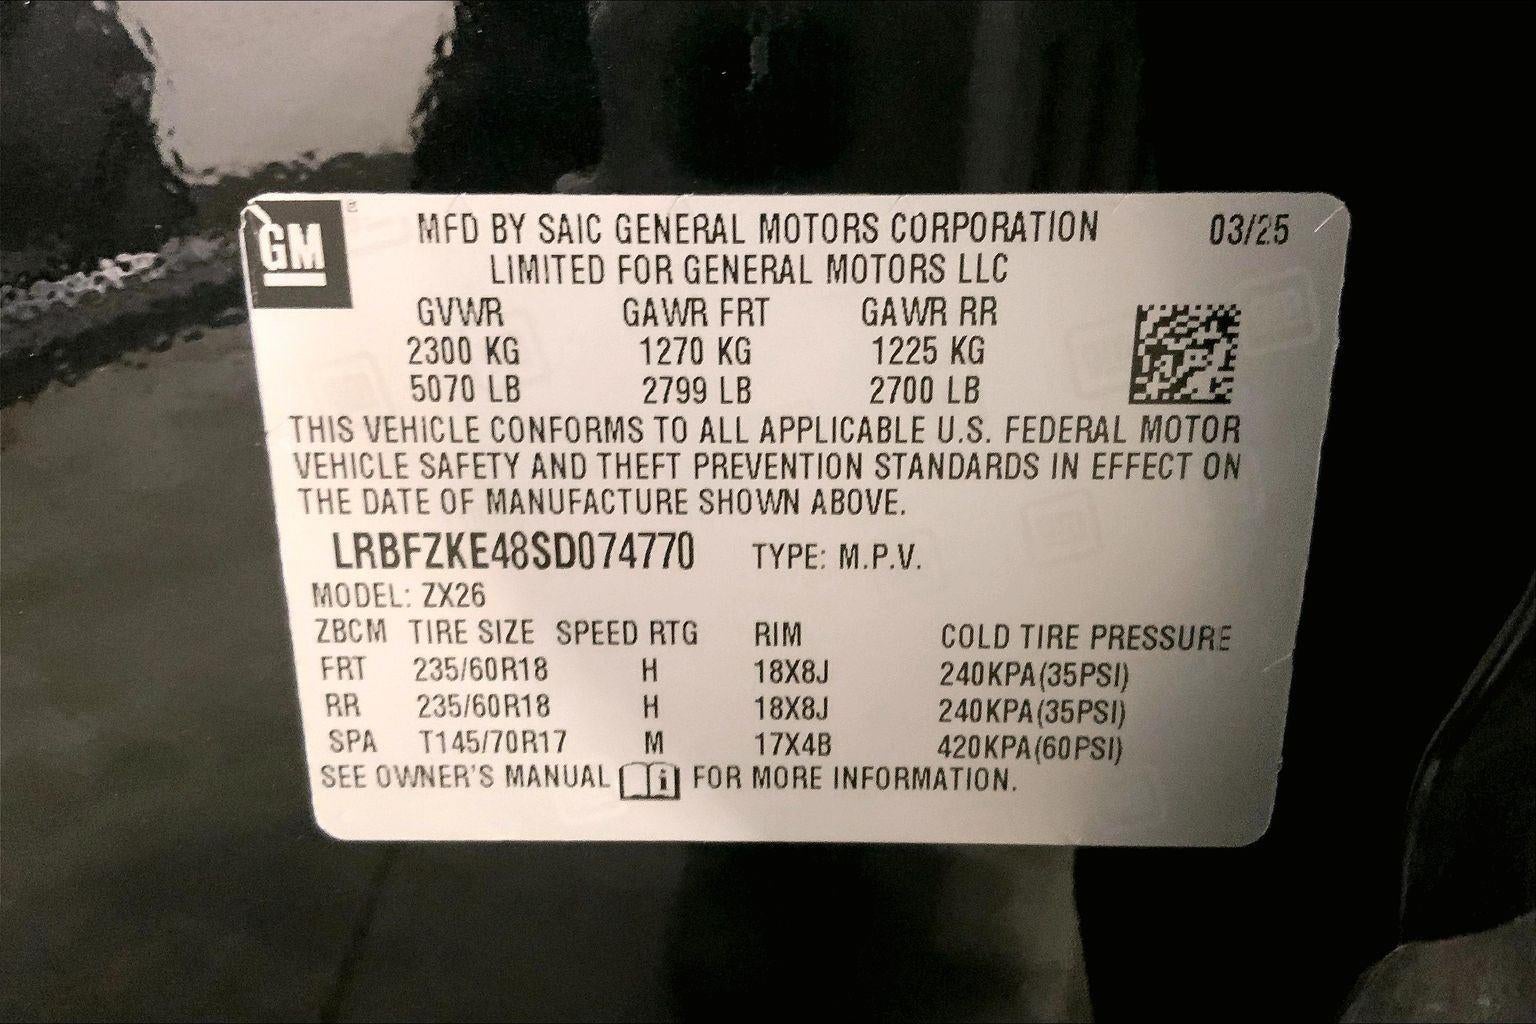 GM
MFD BY SAIC GENERAL MOTORS CORPORATION 03/25
LIMITED FOR GENERAL MOTORS LLC
GVWR GAWR FRT GAWR RR
2300 KG 1270 KG 1225 KG
5070 LB 2799 LB 2700 LB
THIS VEHICLE CONFORMS TO ALL APPLICABLE U.S. FEDERAL MOTOR
VEHICLE SAFETY AND THEFT PREVENTION STANDARDS IN EFFECT ON
THE DATE OF MANUFACTURE SHOWN ABOVE.
LRBFZKE48SD074770 TYPE: M.P.V.
MODEL: ZX26
ZBCM TIRE SIZE SPEED RTG RIM COLD TIRE PRESSURE
FRT 235/60R18 H 18X8J 240KPA(35PSI)
RR 235/60R18 H 18X8J 240KPA(35PSI)
SPA T145/70R17 M 17X4B 420KPA(60PSI)
SEE OWNER'S MANUAL i FOR MORE INFORMATION.